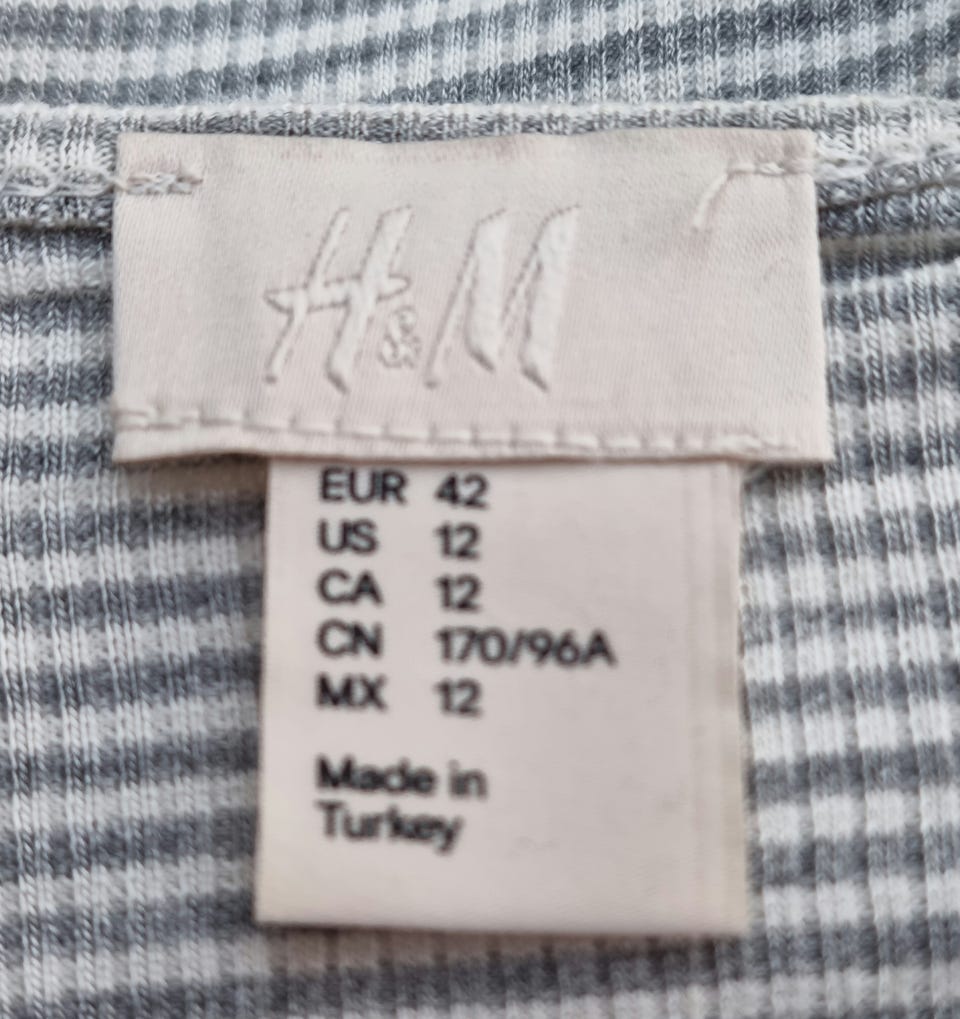 H&M
EUR 42
US 12
CA 12
CN 170/96A
MX 12
Made in
Turkey